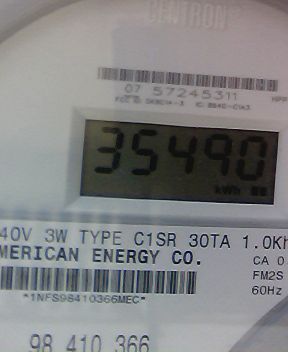 CENTRON
07 57245311
35490
kWh
40V 3W TYPE C1SR 30TA 1.0Kh
MERICAN ENERGY CO.
CA 0
FM2S
60Hz
*1NFS98410366MEC*
98 410 366